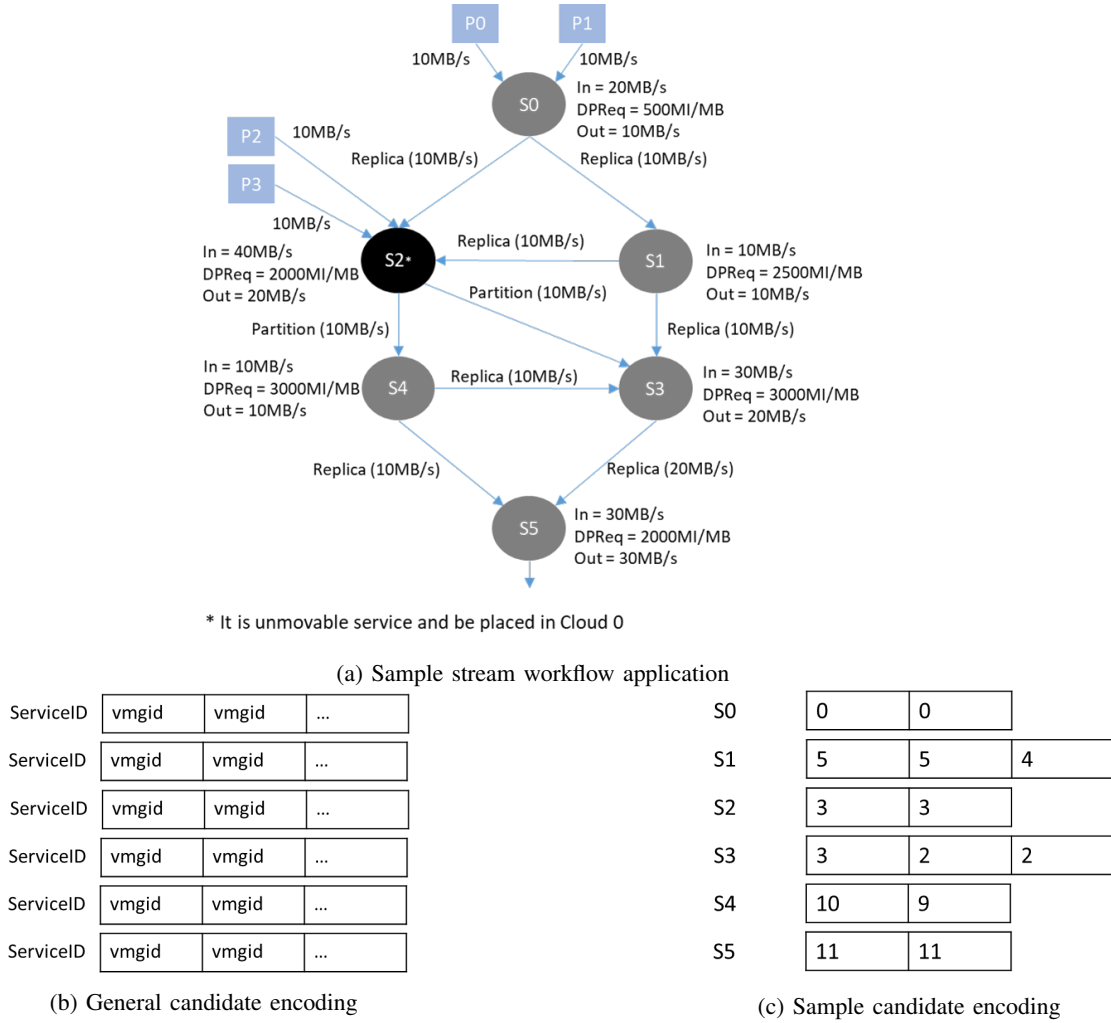 P0 P1
10MB/s 10MB/s
S0
In = 20MB/s
DPReq = 500MI/MB
Out = 10MB/s
P2
10MB/s
Replica (10MB/s) Replica (10MB/s)
P3
10MB/s
In = 40MB/s
DPReq = 2000MI/MB
Out = 20MB/s
S2*
Replica (10MB/s)
S1
In = 10MB/s
DPReq = 2500MI/MB
Out = 10MB/s
Partition (10MB/s)
Partition (10MB/s) Replica (10MB/s)
In = 10MB/s
DPReq = 3000MI/MB
Out = 10MB/s
S4
Replica (10MB/s)
S3
In = 30MB/s
DPReq = 3000MI/MB
Out = 20MB/s
Replica (10MB/s) Replica (20MB/s)
S5
In = 30MB/s
DPReq = 2000MI/MB
Out = 30MB/s
* It is unmovable service and be placed in Cloud 0
(a) Sample stream workflow application
ServiceID vmgid vmgid ...
ServiceID vmgid vmgid ...
ServiceID vmgid vmgid ...
ServiceID vmgid vmgid ...
ServiceID vmgid vmgid ...
ServiceID vmgid vmgid ...
(b) General candidate encoding
S0 0 0
S1 5 5 4
S2 3 3
S3 3 2 2
S4 10 9
S5 11 11
(c) Sample candidate encoding